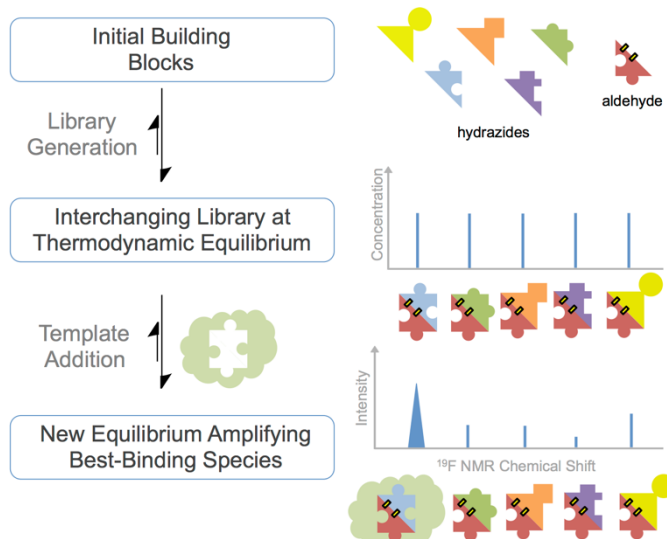 Initial Building
Blocks
hydrazides
aldehyde
Library
Generation
Interchanging Library at
Thermodynamic Equilibrium
Concentration
Template
Addition
Intensity
¹⁹F NMR Chemical Shift
New Equilibrium Amplifying
Best-Binding Species